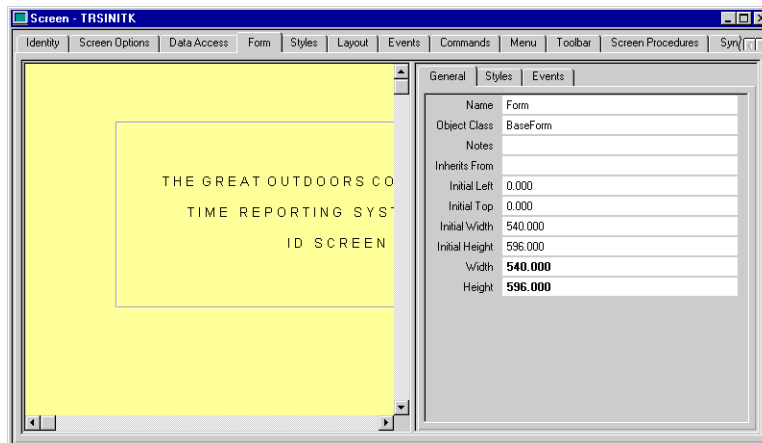 Screen - TRSINITK
Identity Screen Options Data Access Form Styles Layout Events Commands Menu Toolbar Screen Procedures
General Styles Events
THE GREAT OUTDOORS CO
TIME REPORTING SYST
ID SCREEN
Name Form
Object Class BaseForm
Notes
Inherits From
Initial Left 0.000
Initial Top 0.000
Initial Width 540.000
Initial Height 596.000
Width 540.000
Height 596.000